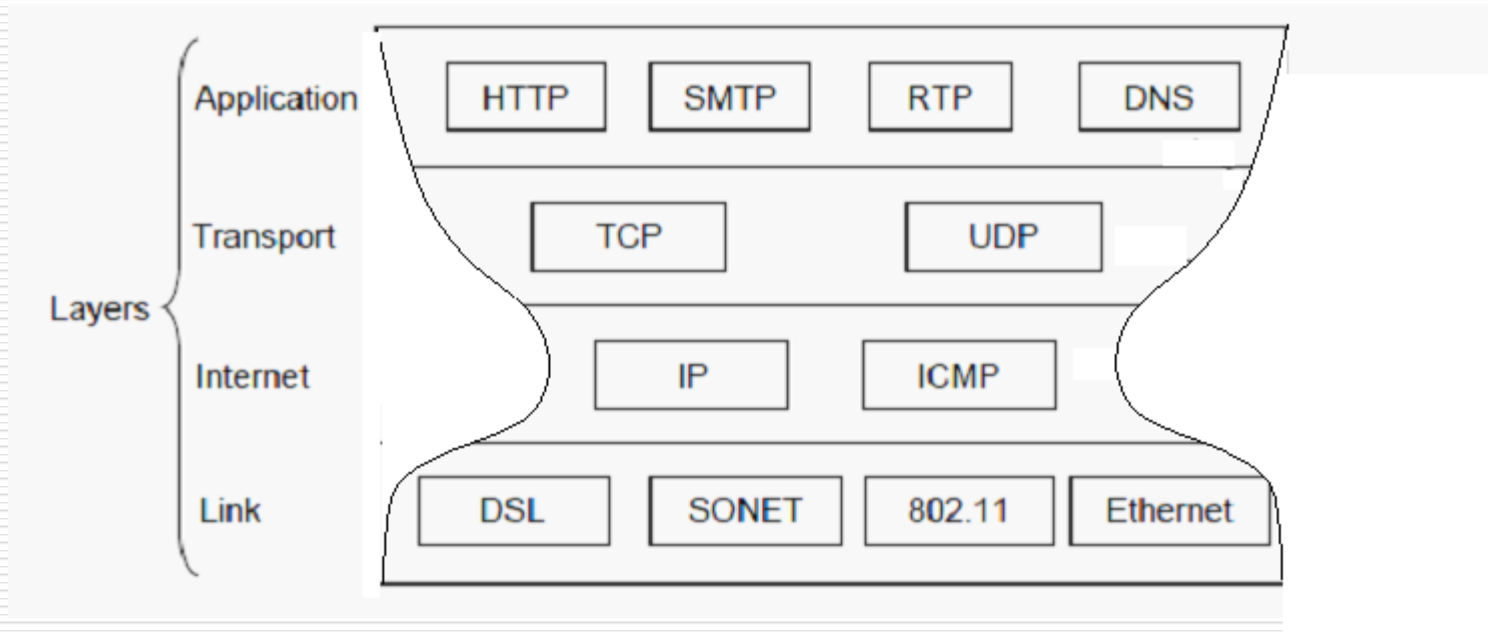 Application HTTP SMTP RTP DNS
Transport TCP UDP
Layers
Internet IP ICMP
Link DSL SONET 802.11 Ethernet